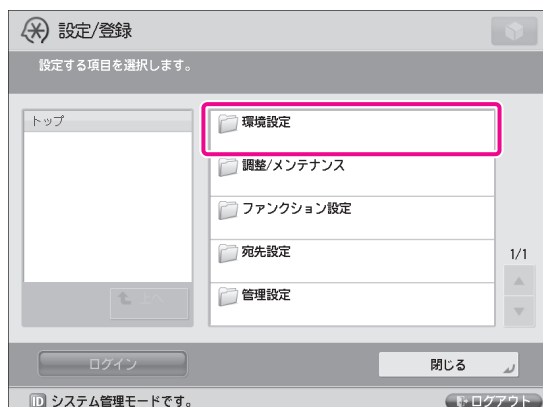 設定/登録
設定する項目を選択します。
トップ
環境設定
調整/メンテナンス
ファンクション設定
宛先設定
管理設定
1/1
上へ
ログイン
閉じる
ID システム管理モードです。
ログアウト